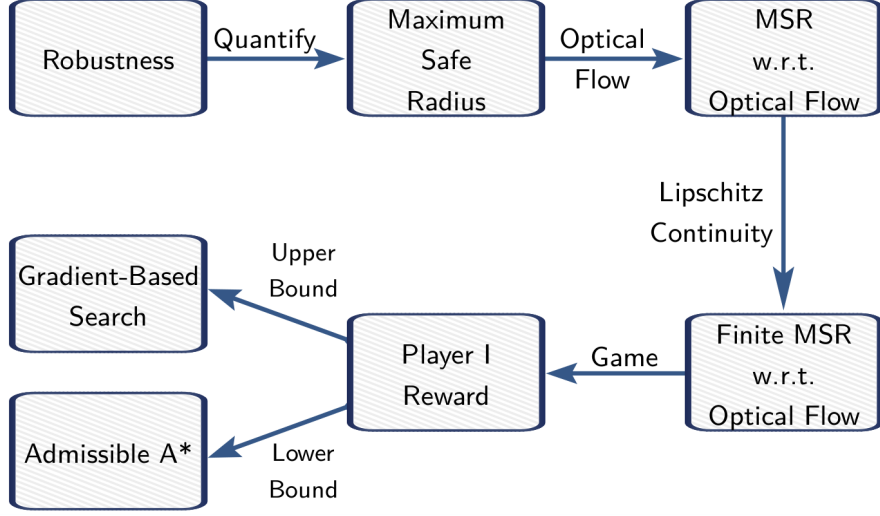 Robustness
Quantify
Maximum
Safe
Radius
Optical
Flow
MSR
w.r.t.
Optical Flow
Lipschitz
Continuity
Finite MSR
w.r.t.
Optical Flow
Game
Player I
Reward
Upper
Bound
Gradient-Based
Search
Lower
Bound
Admissible A*